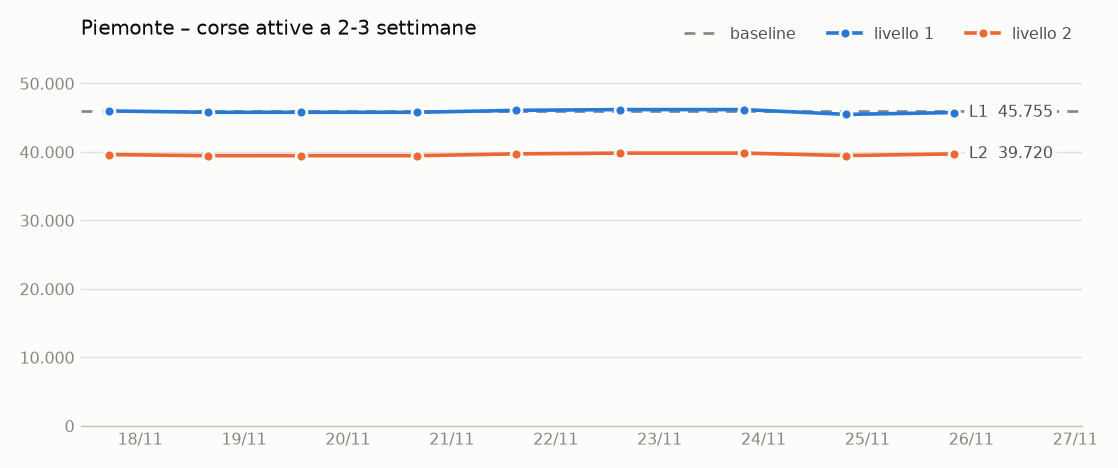 Piemonte – corse attive a 2-3 settimane
baseline
livello 1
livello 2
50.000
40.000
30.000
20.000
10.000
0
L1 45.755
L2 39.720
18/11
19/11
20/11
21/11
22/11
23/11
24/11
25/11
26/11
27/11